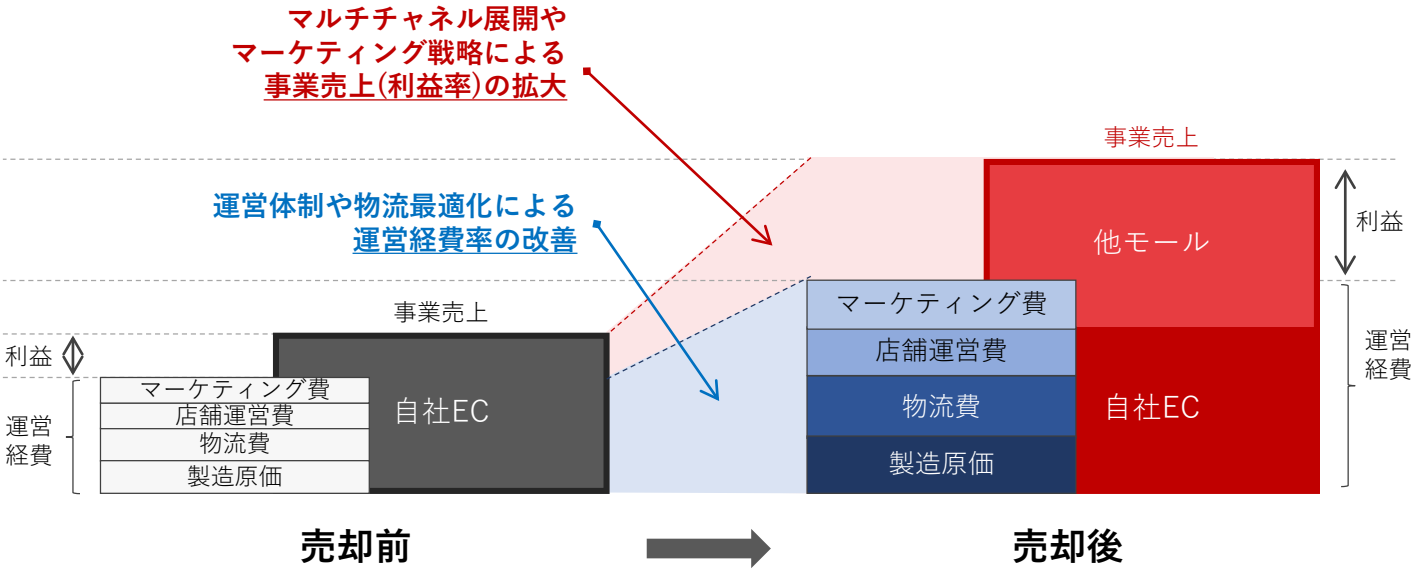 マルチチャネル展開や
マーケティング戦略による
事業売上(利益率)の拡大
運営体制や物流最適化による
運営経費率の改善
事業売上
利益
マーケティング費
店舗運営費
物流費
製造原価
運営
経費
自社EC
売却前
事業売上
利益
他モール
マーケティング費
店舗運営費
物流費
製造原価
自社EC
運営
経費
売却後